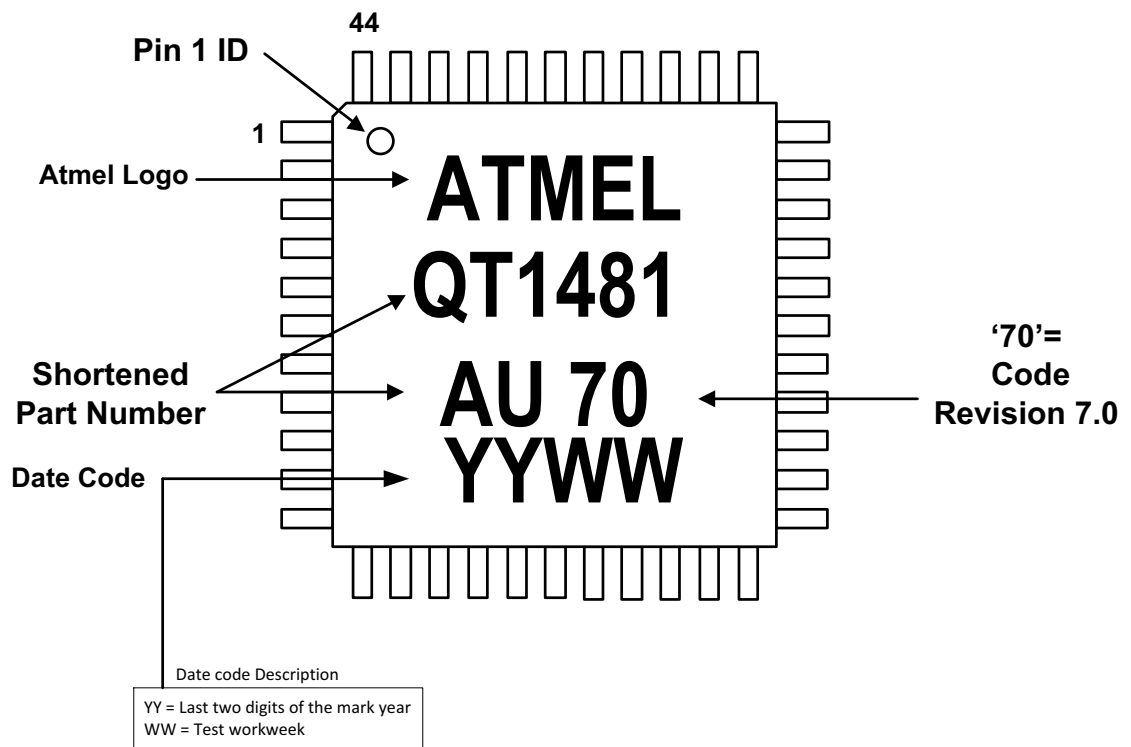 44
Pin 1 ID
1
Atmel Logo
ATMEL
QT1481
Shortened
Part Number
AU 70
‘70’=
Code
Revision 7.0
Date Code
YYWW
Date code Description
YY = Last two digits of the mark year
WW = Test workweek